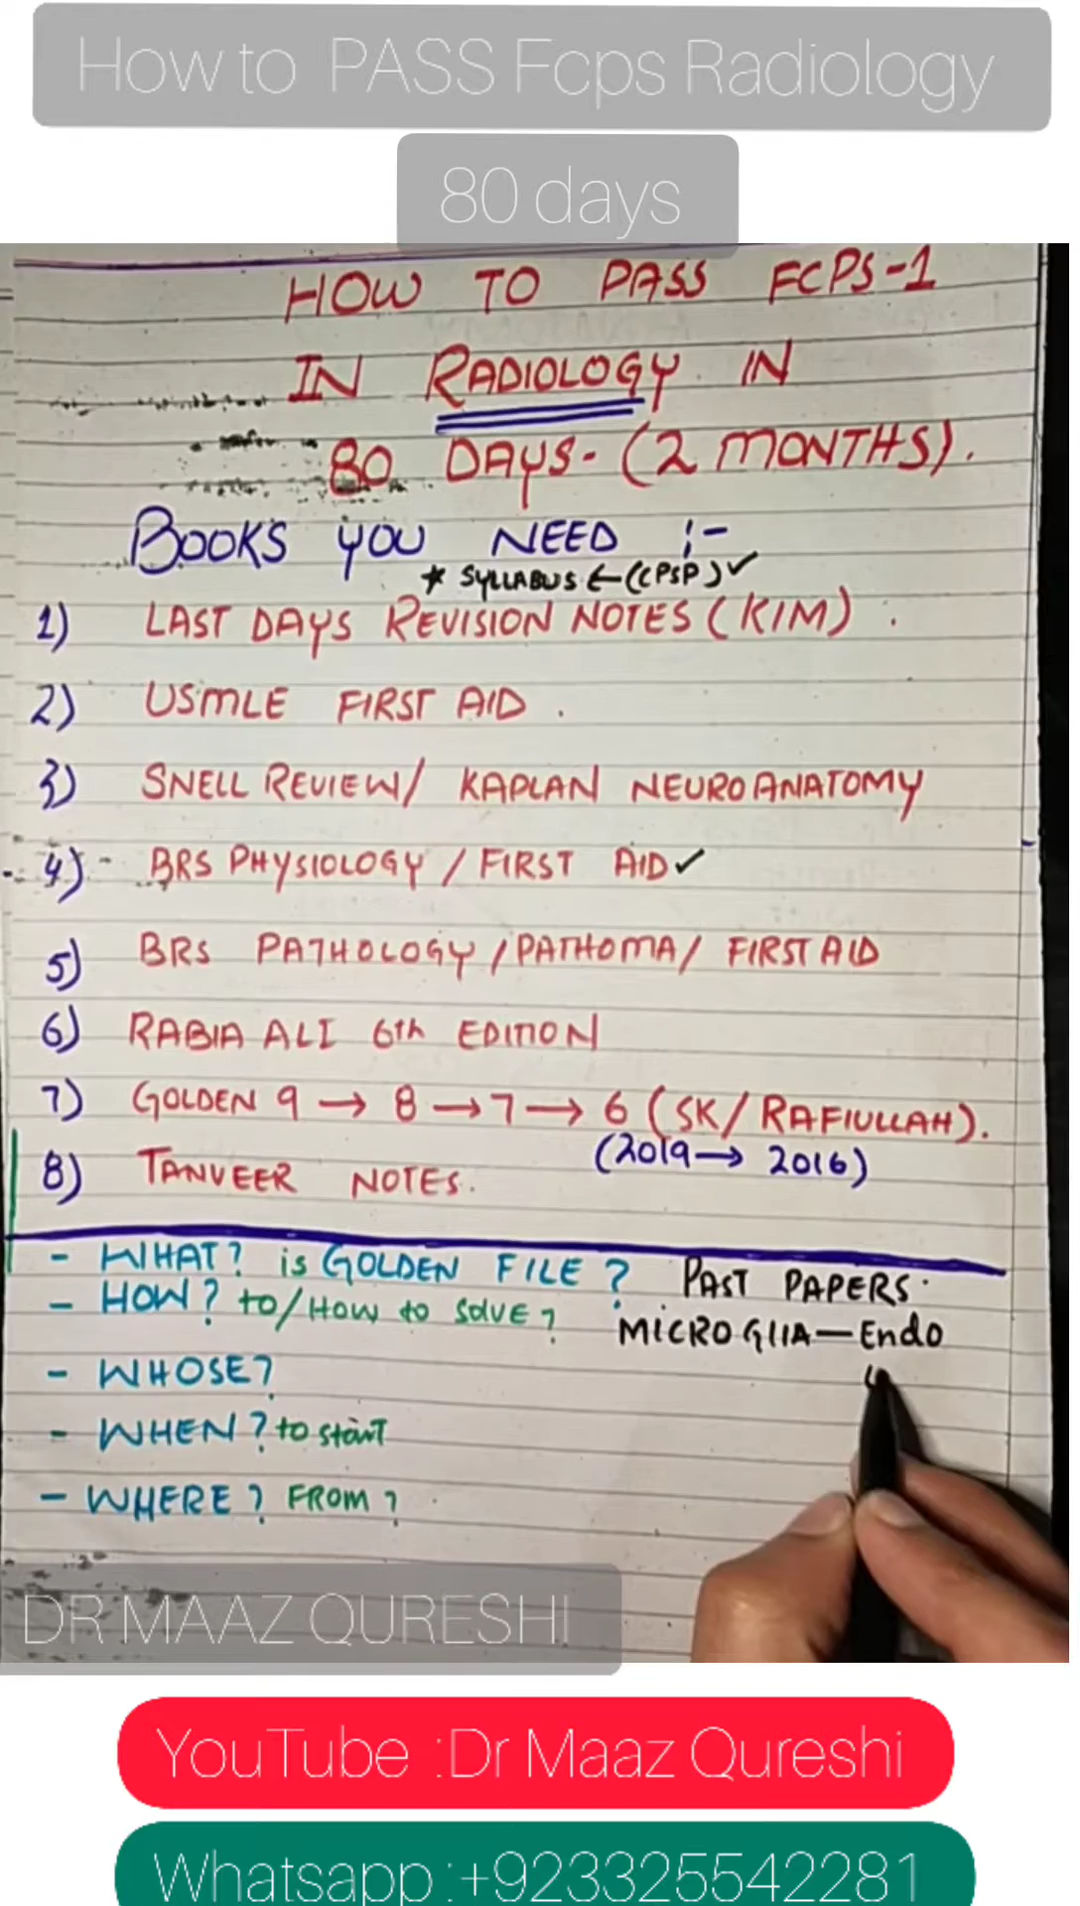 How to PASS Fcps Radiology
80 days
HOW TO PASS FCPS-1
IN RADIOLOGY IN
80 DAYS- (2 MONTHS).
BOOKS YOU NEED :-
* SYLLABUS ← (CPSP) ✓
1) LAST DAYS REVISION NOTES (KIM).
2) USMLE FIRST AID.
3) SNELL REVIEW/ KAPLAN NEUROANATOMY
4) BRS PHYSIOLOGY / FIRST AID ✓
5) BRS PATHOLOGY / PATHOMA / FIRST AID
6) RABIA ALI 6th EDITION
7) GOLDEN 9 → 8 → 7 → 6 (SK/RAFIULLAH).
(2019 → 2016)
8) TANVEER NOTES.
- WHAT? is GOLDEN FILE? PAST PAPERS.
- HOW? to/How to solve? MICROGLIA — Endo
- WHOSE?
- WHEN? to start
- WHERE? FROM?
DR MAAZ QURESHI
YouTube :Dr Maaz Qureshi
Whatsapp :+923325542281